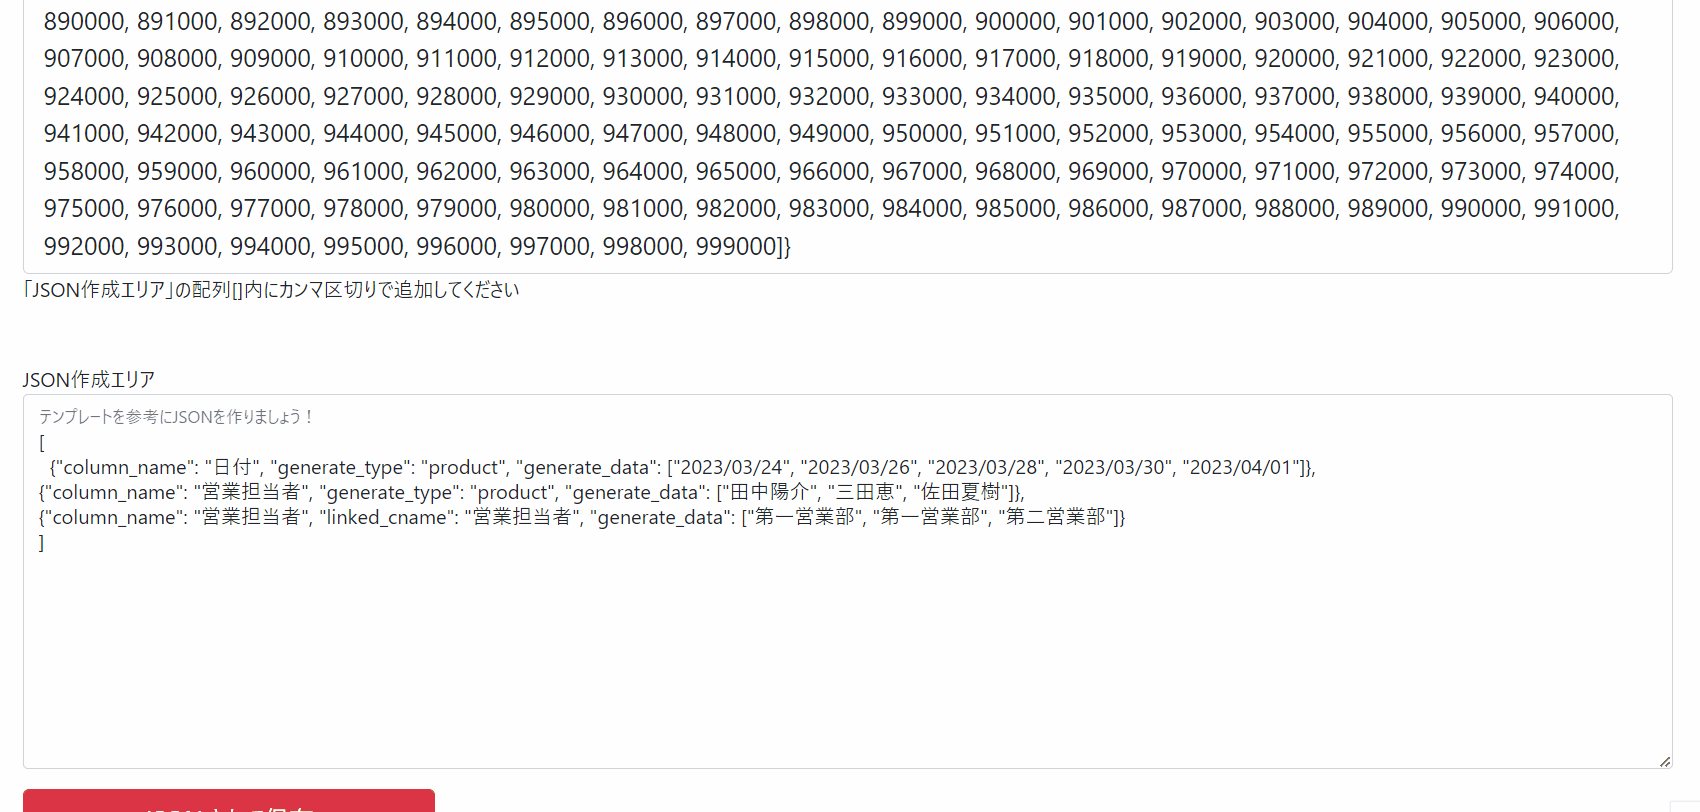 890000, 891000, 892000, 893000, 894000, 895000, 896000, 897000, 898000, 899000, 900000, 901000, 902000, 903000, 904000, 905000, 906000,
907000, 908000, 909000, 910000, 911000, 912000, 913000, 914000, 915000, 916000, 917000, 918000, 919000, 920000, 921000, 922000, 923000,
924000, 925000, 926000, 927000, 928000, 929000, 930000, 931000, 932000, 933000, 934000, 935000, 936000, 937000, 938000, 939000, 940000,
941000, 942000, 943000, 944000, 945000, 946000, 947000, 948000, 949000, 950000, 951000, 952000, 953000, 954000, 955000, 956000, 957000,
958000, 959000, 960000, 961000, 962000, 963000, 964000, 965000, 966000, 967000, 968000, 969000, 970000, 971000, 972000, 973000, 974000,
975000, 976000, 977000, 978000, 979000, 980000, 981000, 982000, 983000, 984000, 985000, 986000, 987000, 988000, 989000, 990000, 991000,
992000, 993000, 994000, 995000, 996000, 997000, 998000, 999000]}
「JSON作成エリア」の配列[]内にカンマ区切りで追加してください
JSON作成エリア
テンプレートを参考にJSONを作りましょう！
[
{"column_name": "日付", "generate_type": "product", "generate_data": ["2023/03/24", "2023/03/26", "2023/03/28", "2023/03/30", "2023/04/01"]},
{"column_name": "営業担当者", "generate_type": "product", "generate_data": ["田中陽介", "三田恵", "佐田夏樹"]},
{"column_name": "営業担当者", "linked_cname": "営業担当者", "generate_data": ["第一営業部", "第一営業部", "第二営業部"]}
]